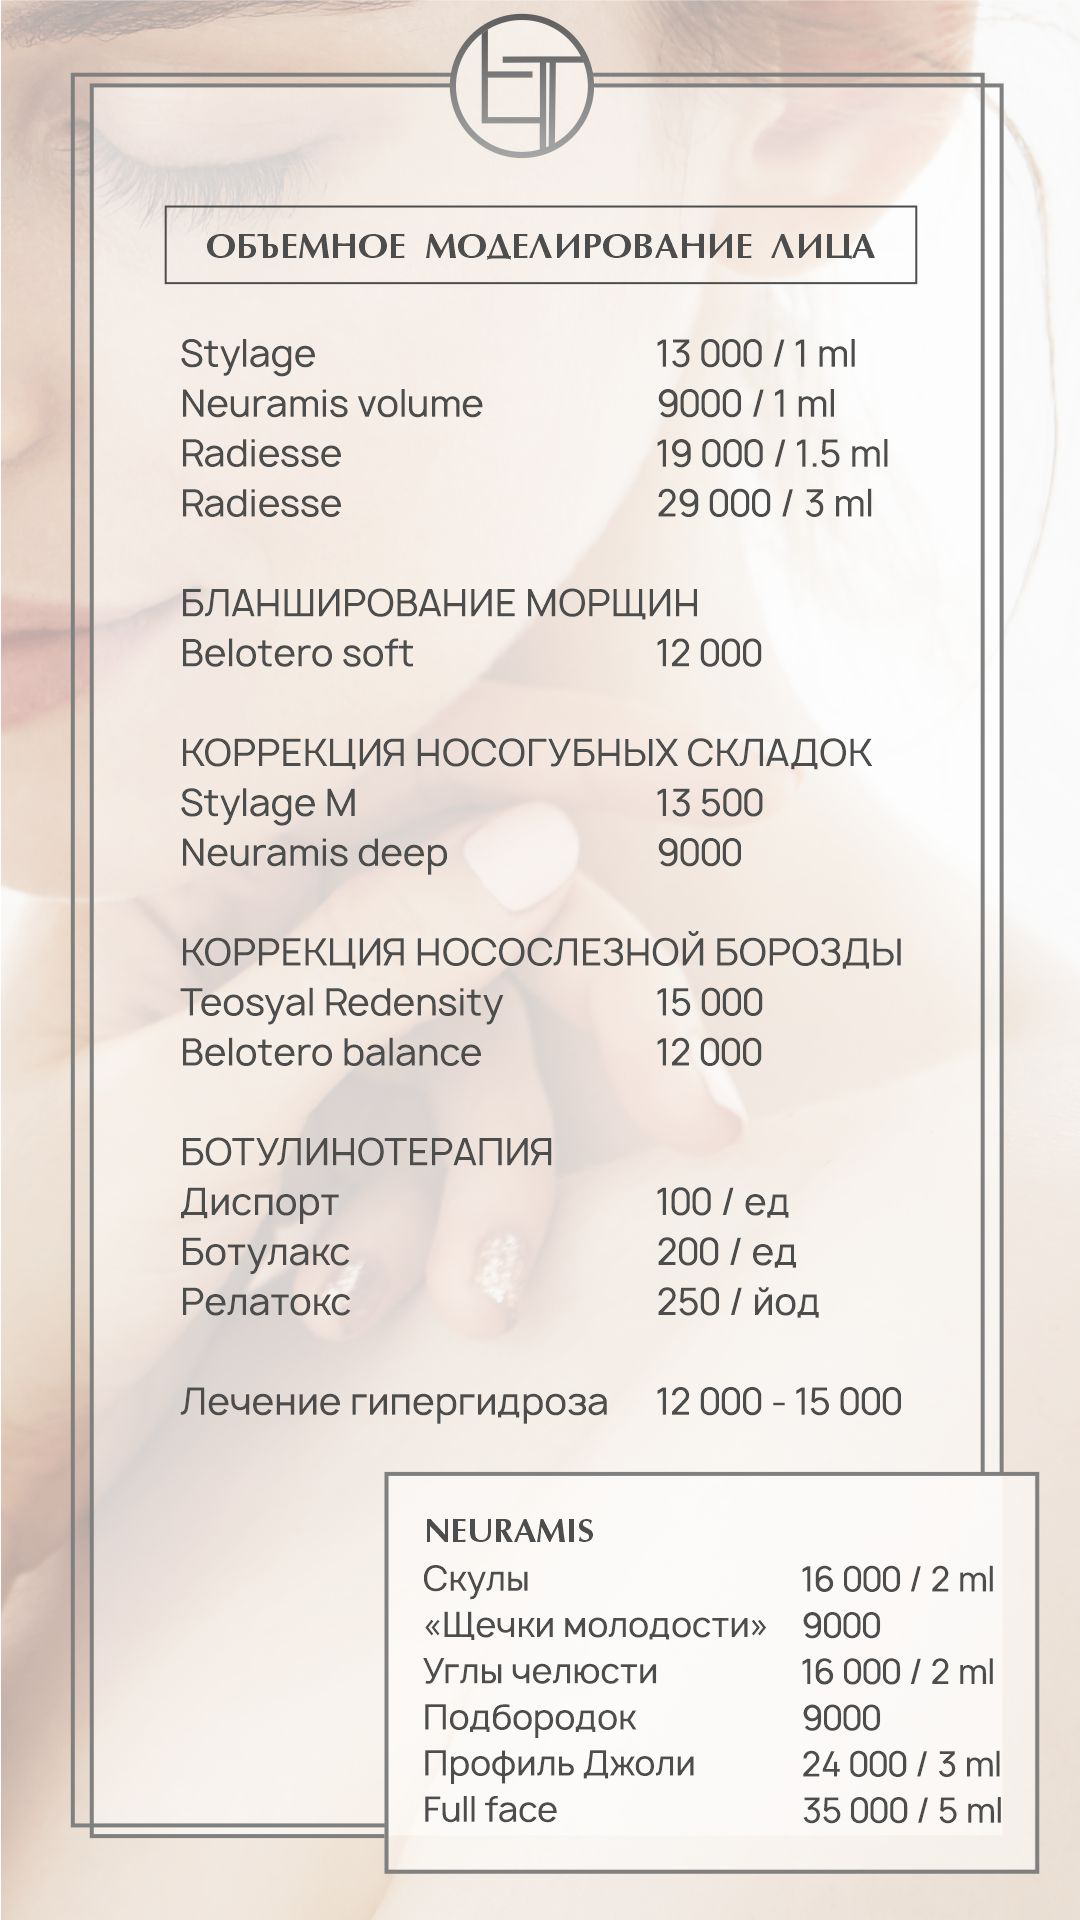 ОБЪЕМНОЕ МОДЕЛИРОВАНИЕ ЛИЦА
Stylage 13 000 / 1 ml
Neuramis volume 9000 / 1 ml
Radiesse 19 000 / 1.5 ml
Radiesse 29 000 / 3 ml
БЛАНШИРОВАНИЕ МОРЩИН
Belotero soft 12 000
КОРРЕКЦИЯ НОСОГУБНЫХ СКЛАДОК
Stylage M 13 500
Neuramis deep 9000
КОРРЕКЦИЯ НОСОСЛЕЗНОЙ БОРОЗДЫ
Teosyal Redensity 15 000
Belotero balance 12 000
БОТУЛИНОТЕРАПИЯ
Диспорт 100 / ед
Ботулакс 200 / ед
Релатокс 250 / йод
Лечение гипергидроза 12 000 - 15 000
NEURAMIS
Скулы 16 000 / 2 ml
«Щечки молодости» 9000
Углы челюсти 16 000 / 2 ml
Подбородок 9000
Профиль Джоли 24 000 / 3 ml
Full face 35 000 / 5 ml